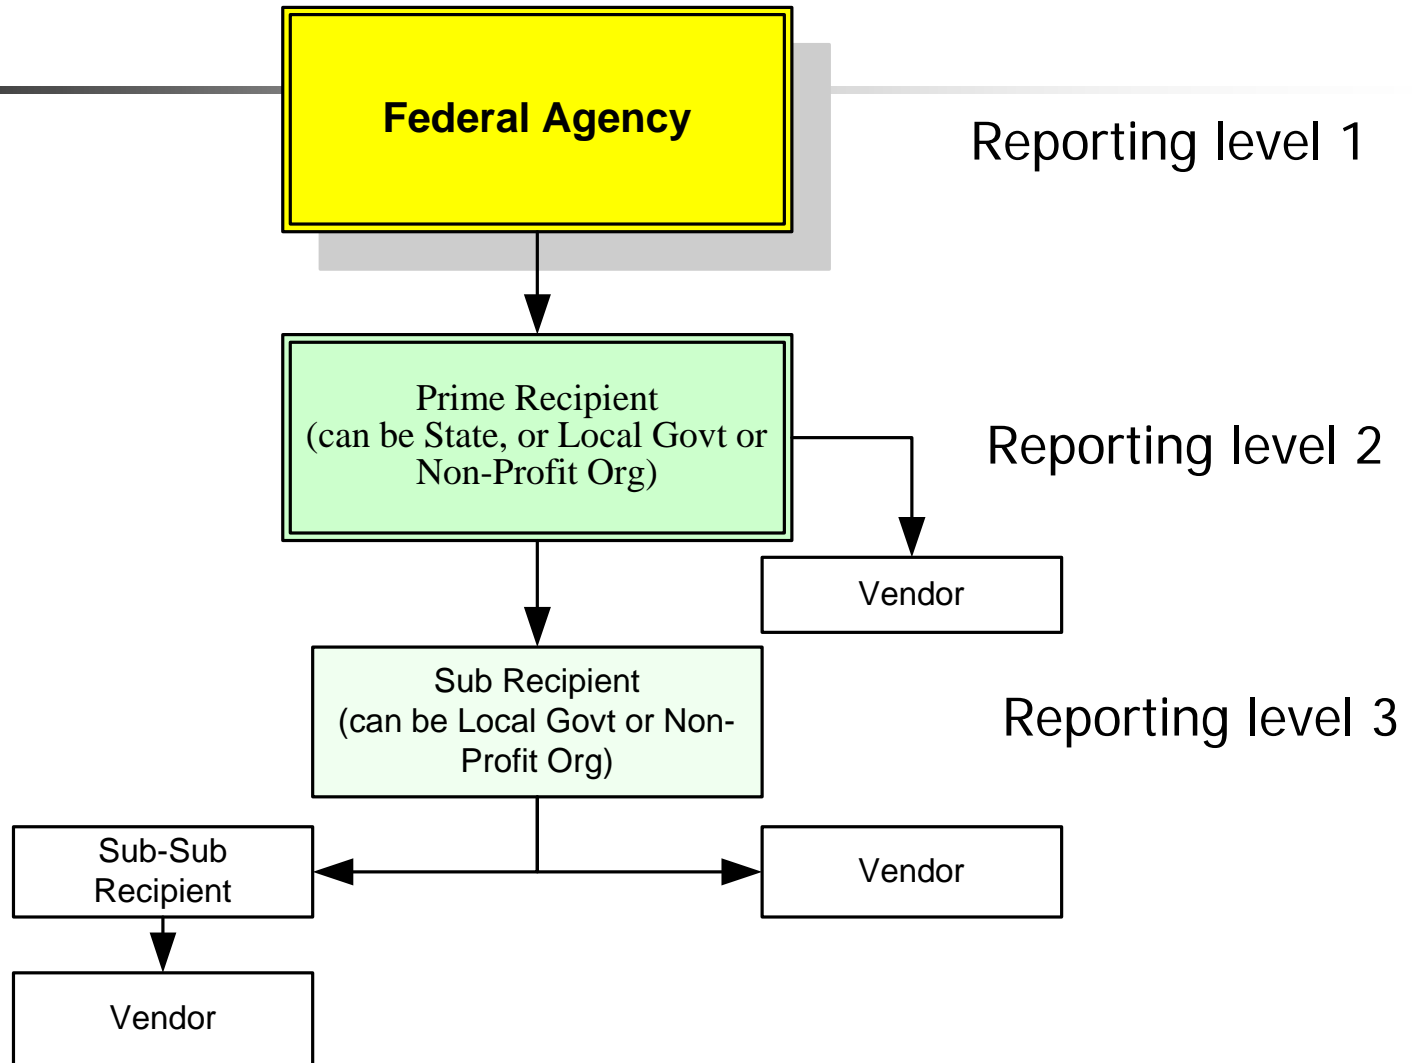 Federal Agency
Reporting level 1
Prime Recipient
(can be State, or Local Govt or
Non-Profit Org)
Reporting level 2
Vendor
Sub Recipient
(can be Local Govt or Non-
Profit Org)
Reporting level 3
Sub-Sub
Recipient
Vendor
Vendor